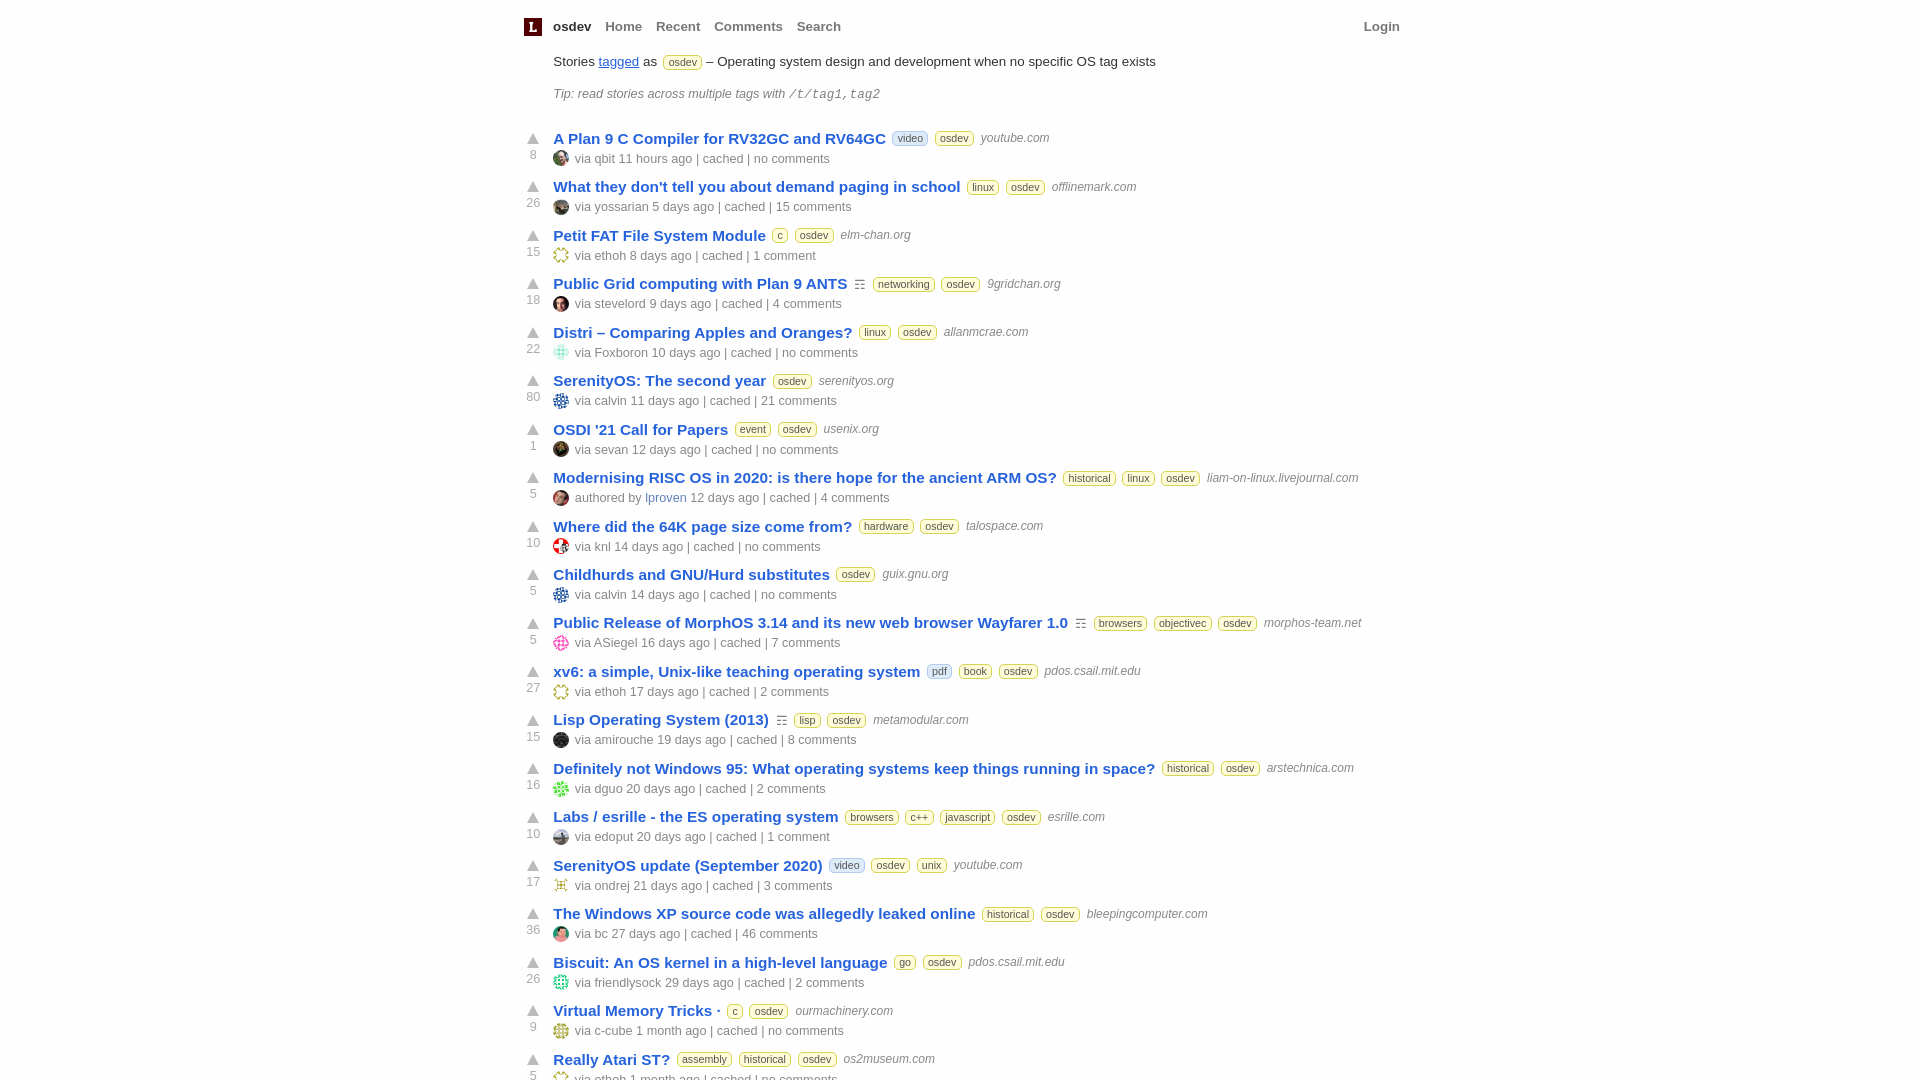 L osdev Home Recent Comments Search Login
Stories tagged as osdev – Operating system design and development when no specific OS tag exists
Tip: read stories across multiple tags with /t/tag1,tag2
A Plan 9 C Compiler for RV32GC and RV64GC video osdev youtube.com
8 via qbit 11 hours ago | cached | no comments
What they don't tell you about demand paging in school linux osdev offlinemark.com
26 via yossarian 5 days ago | cached | 15 comments
Petit FAT File System Module c osdev elm-chan.org
15 via ethoh 8 days ago | cached | 1 comment
Public Grid computing with Plan 9 ANTS ☶ networking osdev 9gridchan.org
18 via stevelord 9 days ago | cached | 4 comments
Distri – Comparing Apples and Oranges? linux osdev allanmcrae.com
22 via Foxboron 10 days ago | cached | no comments
SerenityOS: The second year osdev serenityos.org
80 via calvin 11 days ago | cached | 21 comments
OSDI '21 Call for Papers event osdev usenix.org
1 via sevan 12 days ago | cached | no comments
Modernising RISC OS in 2020: is there hope for the ancient ARM OS? historical linux osdev liam-on-linux.livejournal.com
5 authored by lproven 12 days ago | cached | 4 comments
Where did the 64K page size come from? hardware osdev talospace.com
10 via knl 14 days ago | cached | no comments
Childhurds and GNU/Hurd substitutes osdev guix.gnu.org
5 via calvin 14 days ago | cached | no comments
Public Release of MorphOS 3.14 and its new web browser Wayfarer 1.0 ☶ browsers objectivec osdev morphos-team.net
5 via ASiegel 16 days ago | cached | 7 comments
xv6: a simple, Unix-like teaching operating system pdf book osdev pdos.csail.mit.edu
27 via ethoh 17 days ago | cached | 2 comments
Lisp Operating System (2013) ☶ lisp osdev metamodular.com
15 via amirouche 19 days ago | cached | 8 comments
Definitely not Windows 95: What operating systems keep things running in space? historical osdev arstechnica.com
16 via dguo 20 days ago | cached | 2 comments
Labs / esrille - the ES operating system browsers c++ javascript osdev esrille.com
10 via edoput 20 days ago | cached | 1 comment
SerenityOS update (September 2020) video osdev unix youtube.com
17 via ondrej 21 days ago | cached | 3 comments
The Windows XP source code was allegedly leaked online historical osdev bleepingcomputer.com
36 via bc 27 days ago | cached | 46 comments
Biscuit: An OS kernel in a high-level language go osdev pdos.csail.mit.edu
26 via friendlysock 29 days ago | cached | 2 comments
Virtual Memory Tricks · c osdev ourmachinery.com
9 via c-cube 1 month ago | cached | no comments
Really Atari ST? assembly historical osdev os2museum.com
5 via ethoh 1 month ago | cached | no comments